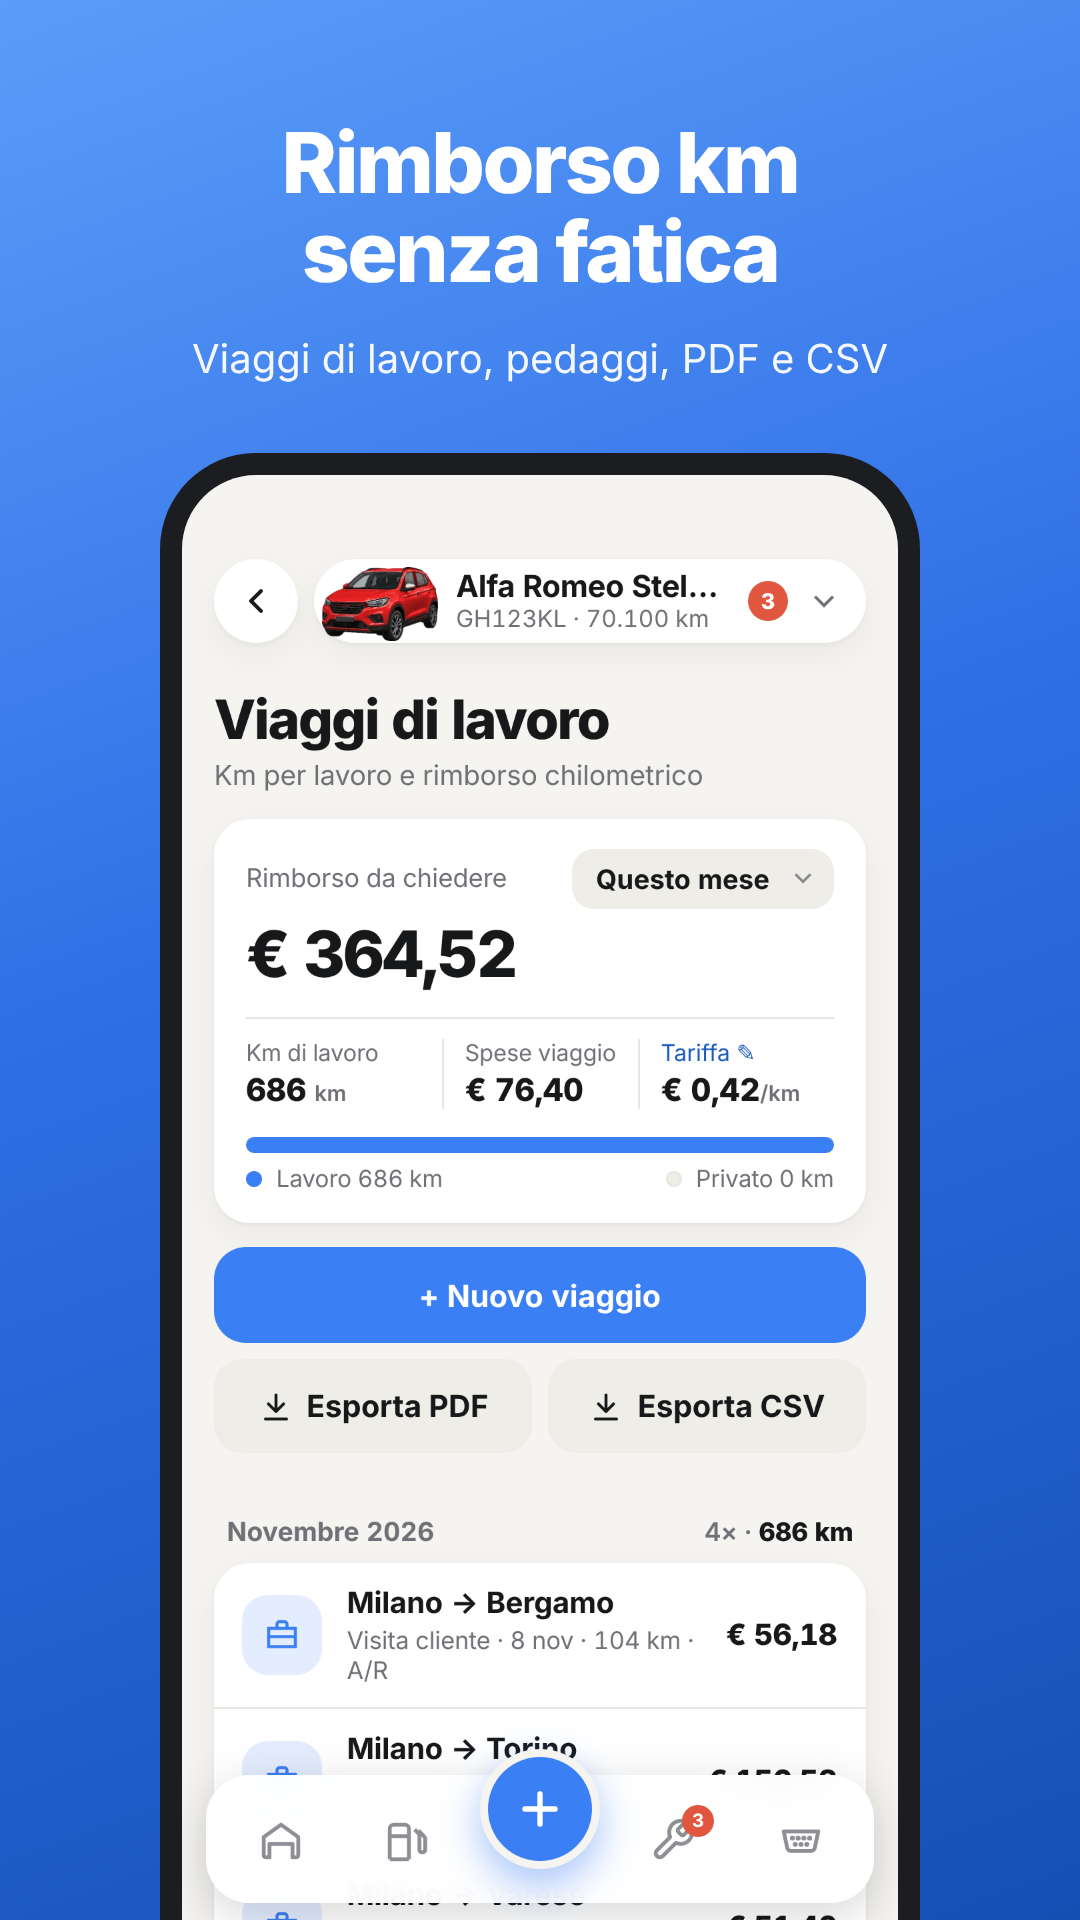 Rimborso km
senza fatica
Viaggi di lavoro, pedaggi, PDF e CSV
Alfa Romeo Stel...
GH123KL · 70.100 km
3
Viaggi di lavoro
Km per lavoro e rimborso chilometrico
Rimborso da chiedere
Questo mese
€ 364,52
Km di lavoro
686 km
Spese viaggio
€ 76,40
Tariffa ✎
€ 0,42/km
Lavoro 686 km
Privato 0 km
+ Nuovo viaggio
Esporta PDF
Esporta CSV
Novembre 2026
4× · 686 km
Milano → Bergamo
Visita cliente · 8 nov · 104 km ·
A/R
€ 56,18
Milano → Torino
3
Milano → Varese